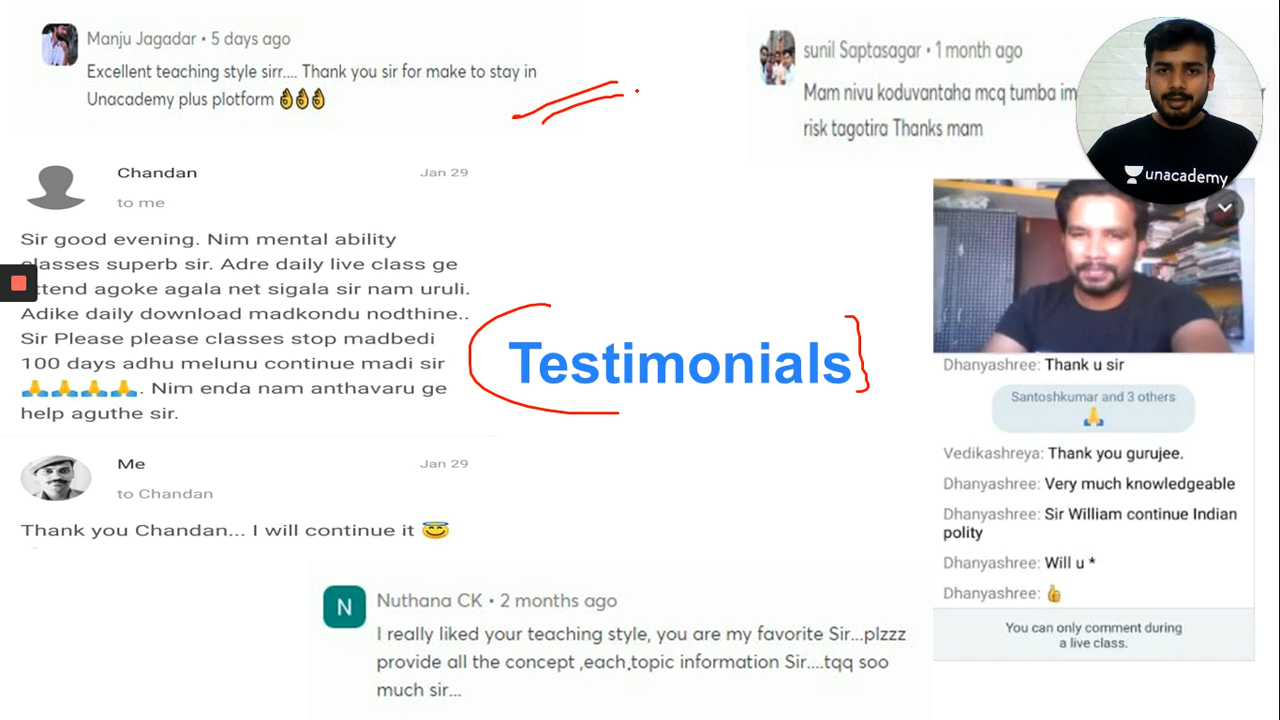 Manju Jagadar • 5 days ago
Excellent teaching style sirr.... Thank you sir for make to stay in
Unacademy plus plotform 👌👌👌
sunil Saptasagar • 1 month ago
Mam nivu koduvantaha mcq tumba im
risk tagotira Thanks mam
unacademy
Chandan
Jan 29
to me
Sir good evening. Nim mental ability
classes superb sir. Adre daily live class ge
ttend agoke agala net sigala sir nam uruli.
Adike daily download madkondu nodthine..
Sir Please please classes stop madbedi
100 days adhu melunu continue madi sir
🙏🙏🙏🙏. Nim enda nam anthavaru ge
help aguthe sir.
Me
Jan 29
to Chandan
Thank you Chandan... I will continue it 😇
Testimonials
Dhanyashree: Thank u sir
Santoshkumar and 3 others
🙏
Vedikashreya: Thank you gurujee.
Dhanyashree: Very much knowledgeable
Dhanyashree: Sir William continue Indian
polity
Dhanyashree: Will u *
Dhanyashree: 👍
You can only comment during
a live class.
N
Nuthana CK • 2 months ago
I really liked your teaching style, you are my favorite Sir...plzzz
provide all the concept ,each,topic information Sir....tqq soo
much sir...